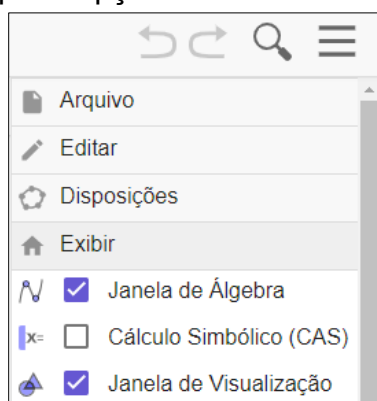 Arquivo
Editar
Disposições
Exibir
Janela de Álgebra
x= Cálculo Simbólico (CAS)
Janela de Visualização